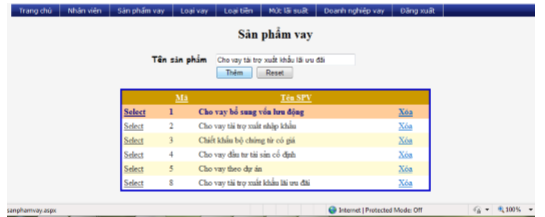 Trang chủ Nhân viên Sản phẩm vay Loại vay Loại tiền Mức lãi suất Doanh nghiệp vay Đăng xuất
Sản phẩm vay
Tên sản phẩm Cho vay tài trợ xuất khẩu lãi ưu đãi
Thêm Reset
Mã Tên SPV
Select 1 Cho vay bổ sung vốn lưu động Xóa
Select 2 Cho vay tài trợ xuất nhập khẩu Xóa
Select 3 Chiết khấu bộ chứng từ có giá Xóa
Select 4 Cho vay đầu tư tài sản cố định Xóa
Select 5 Cho vay theo dự án Xóa
Select 8 Cho vay tài trợ xuất khẩu lãi ưu đãi Xóa
sanphamvay.aspx Internet | Protected Mode: Off 100%